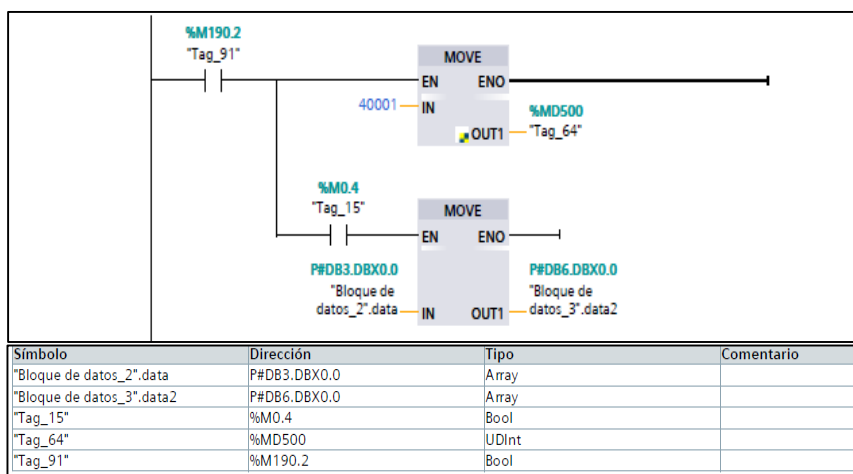 %M190.2
"Tag_91"
MOVE
EN ENO
40001 IN
%MD500
OUT1 "Tag_64"
%M0.4
"Tag_15"
MOVE
EN ENO
P#DB3.DBX0.0 P#DB6.DBX0.0
"Bloque de "Bloque de
datos_2".data IN OUT1 datos_3".data2
Símbolo Dirección Tipo Comentario
"Bloque de datos_2".data P#DB3.DBX0.0 Array
"Bloque de datos_3".data2 P#DB6.DBX0.0 Array
"Tag_15" %M0.4 Bool
"Tag_64" %MD500 UDInt
"Tag_91" %M190.2 Bool